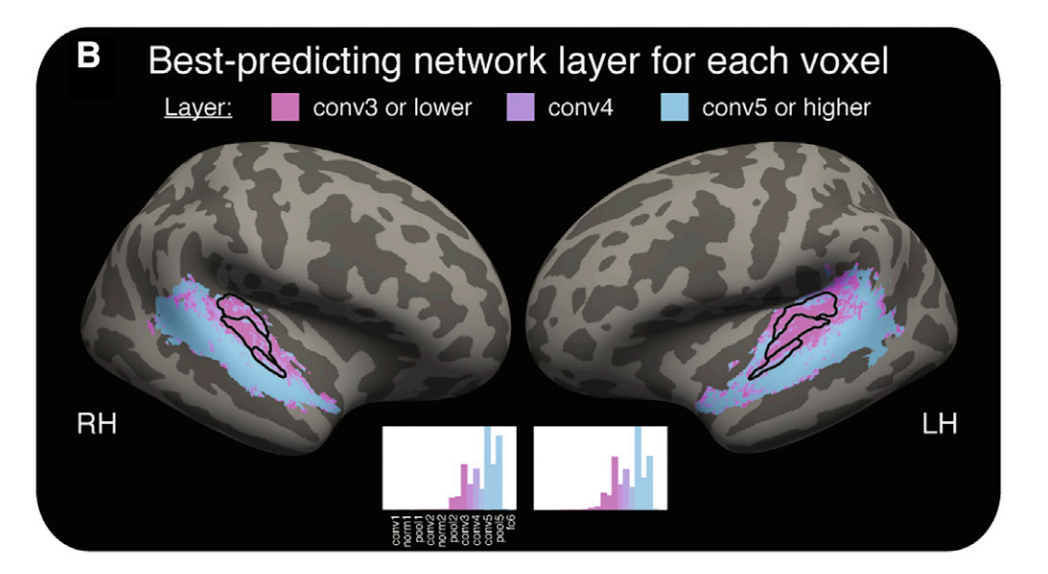 B
Best-predicting network layer for each voxel
Layer: conv3 or lower conv4 conv5 or higher
RH
LH
conv1
norm1
pool1
conv2
norm2
pool2
conv3
conv4
conv5
pool5
fc6